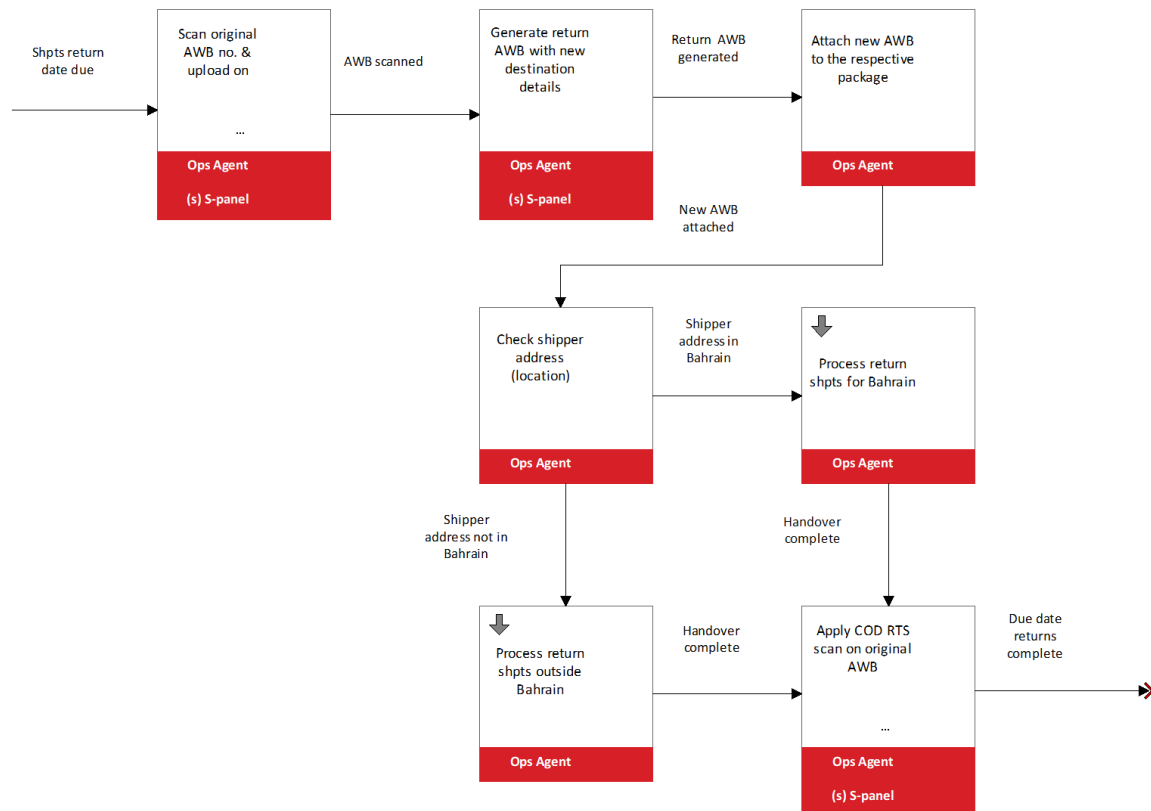 Shpts return
date due
Scan original
AWB no. &
upload on
...
Ops Agent
(s) S-panel
AWB scanned
Generate return
AWB with new
destination
details
Ops Agent
(s) S-panel
Return AWB
generated
Attach new AWB
to the respective
package
Ops Agent
New AWB
attached
Check shipper
address
(location)
Ops Agent
Shipper
address in
Bahrain
Process return
shpts for Bahrain
Ops Agent
Shipper
address not in
Bahrain
Handover
complete
Process return
shpts outside
Bahrain
Ops Agent
Handover
complete
Apply COD RTS
scan on original
AWB
...
Ops Agent
(s) S-panel
Due date
returns
complete